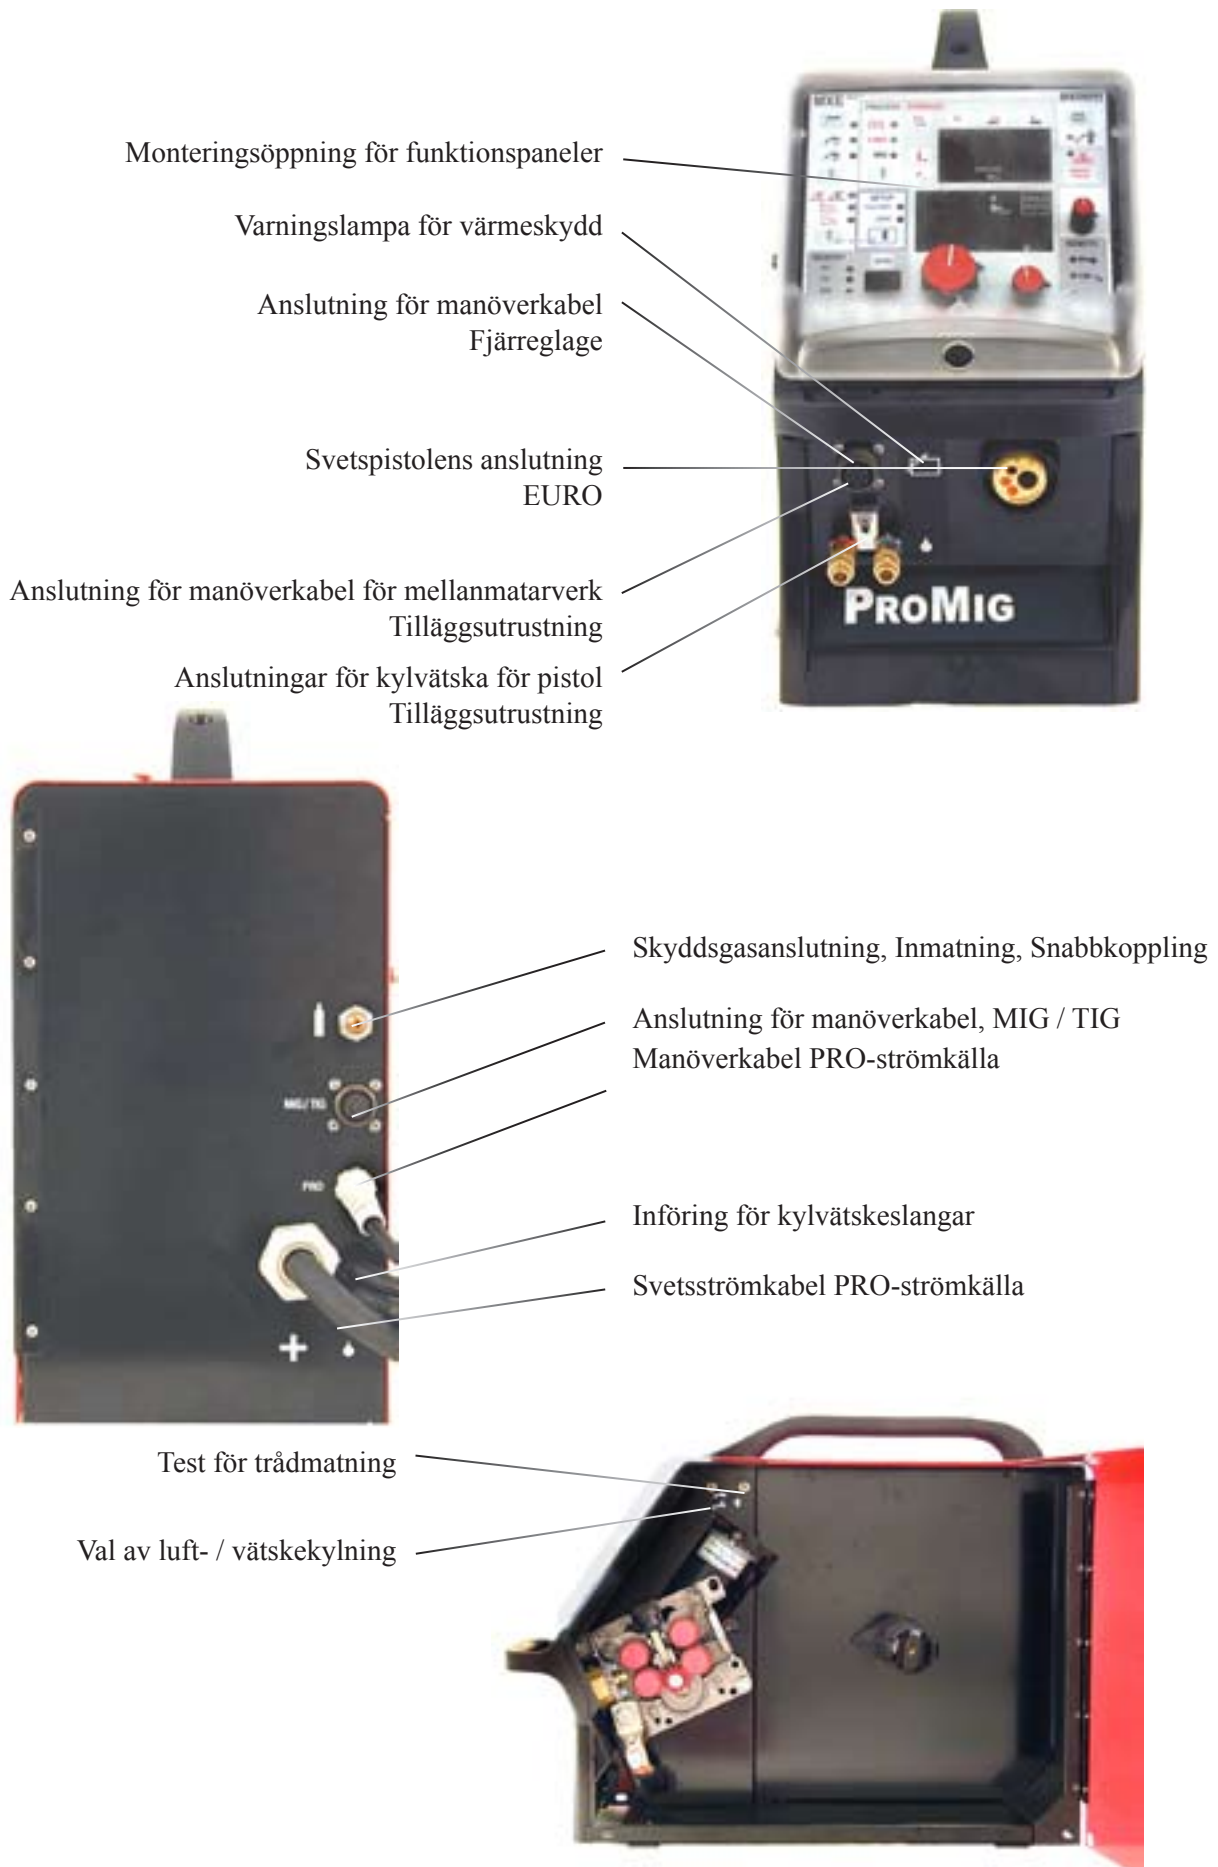 MXE
Monteringsöppning för funktionspaneler
Varningslampa för värmeskydd
Anslutning för manöverkabel
Fjärreglage
Svetspistolens anslutning
EURO
Anslutning för manöverkabel för mellanmatarverk
Tilläggsutrustning
Anslutningar för kylvätska för pistol
Tilläggsutrustning
PROMIG
Skyddsgasanslutning, Inmatning, Snabbkoppling
Anslutning för manöverkabel, MIG / TIG
Manöverkabel PRO-strömkälla
MIG/TIG
PRO
Införing för kylvätskeslangar
Svetsströmkabel PRO-strömkälla
Test för trådmatning
Val av luft- / vätskekylning